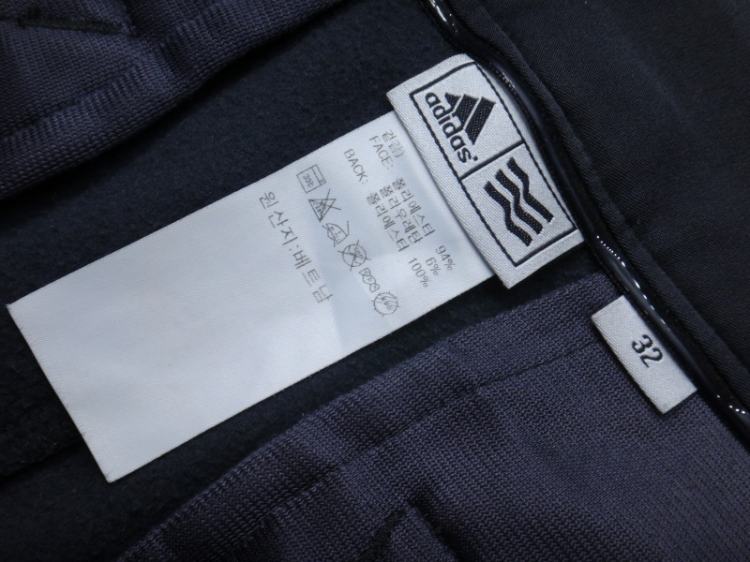 adidas
겉감)
FACE: 폴리에스터 94%
폴리우레탄 6%
BACK: 폴리에스터 100%
원산지:베트남
32